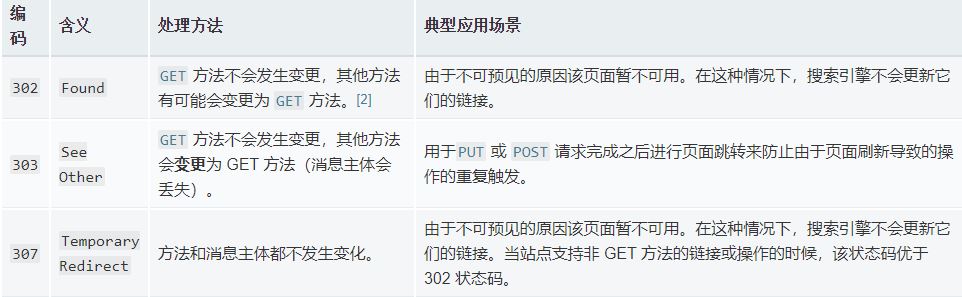 编码 含义 处理方法 典型应用场景
302 Found GET 方法不会发生变更，其他方法有可能会变更为 GET 方法。[2] 由于不可预见的原因该页面暂不可用。在这种情况下，搜索引擎不会更新它们的链接。
303 See Other GET 方法不会发生变更，其他方法会变更为 GET 方法（消息主体会丢失）。 用于PUT 或 POST 请求完成之后进行页面跳转来防止由于页面刷新导致的操作的重复触发。
307 Temporary Redirect 方法和消息主体都不发生变化。 由于不可预见的原因该页面暂不可用。在这种情况下，搜索引擎不会更新它们的链接。当站点支持非 GET 方法的链接或操作的时候，该状态码优于 302 状态码。